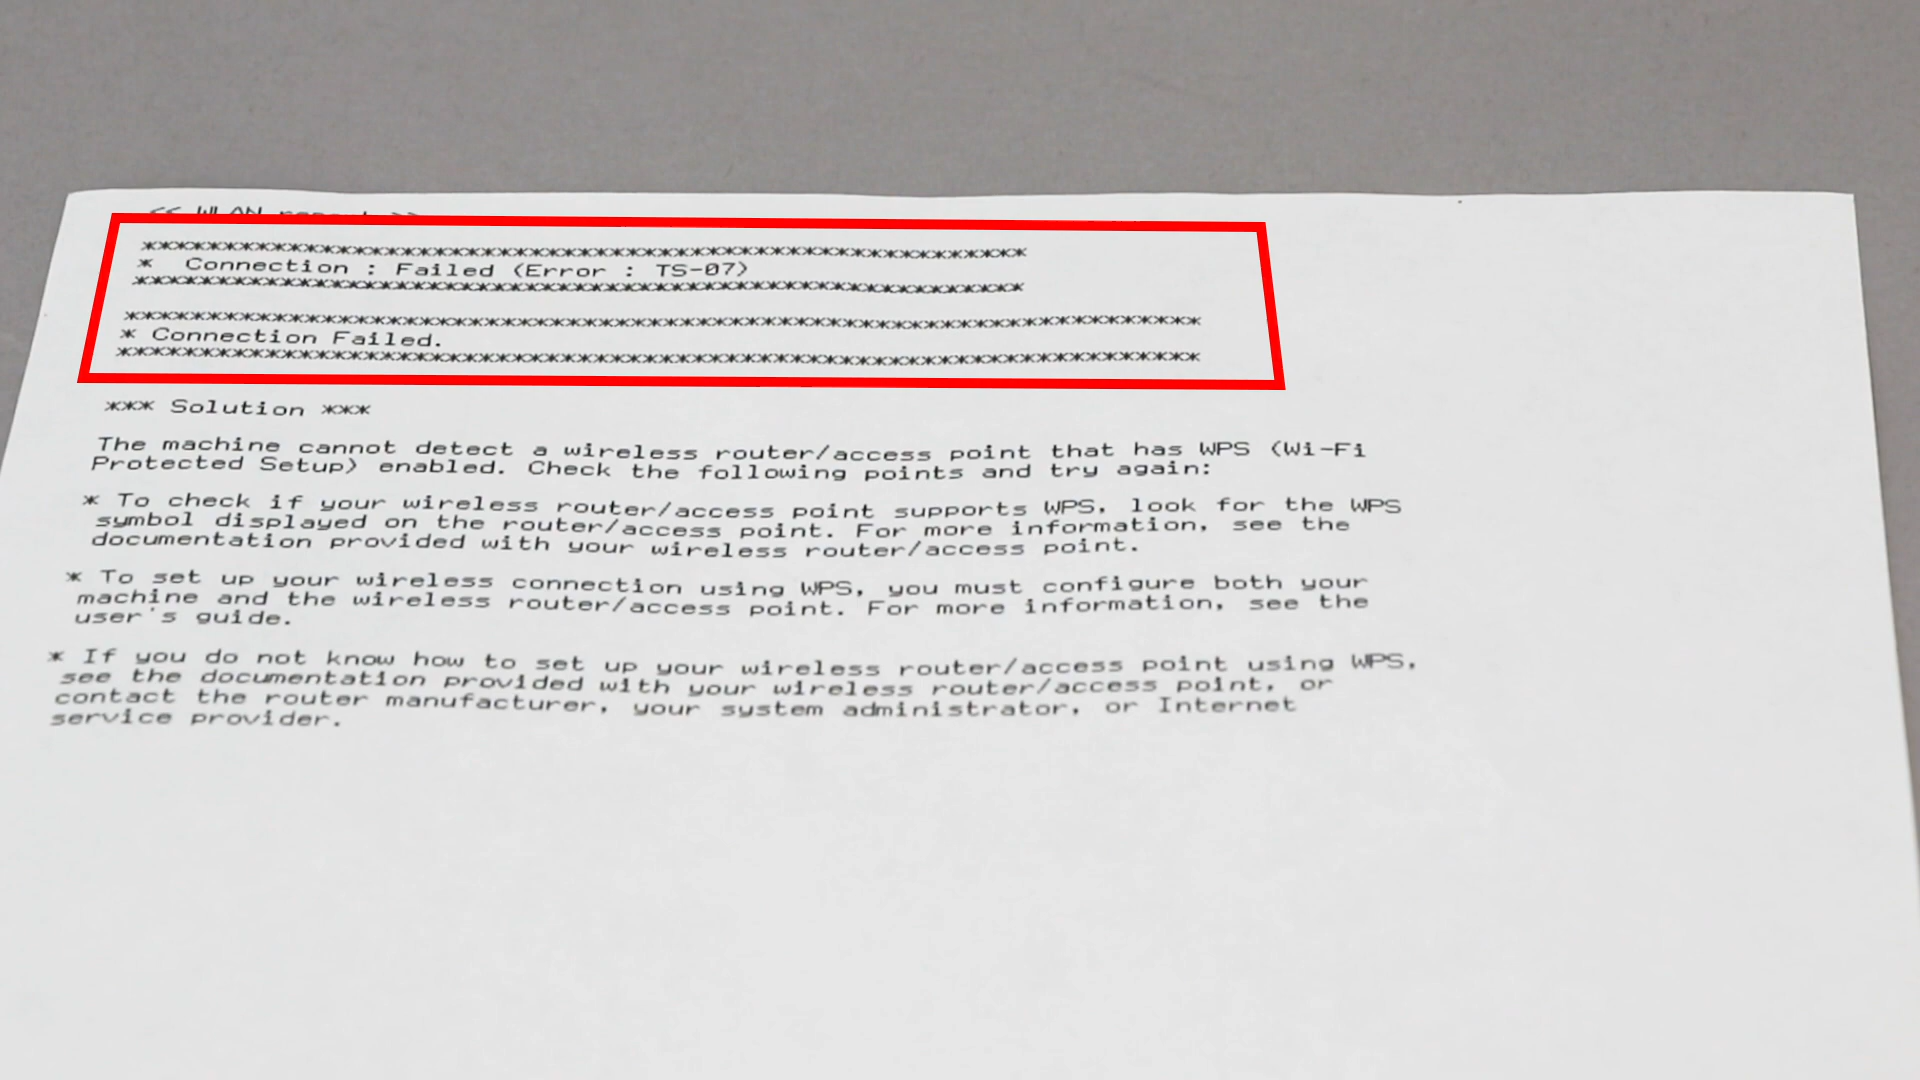 << WLAN report >>
******************************************************
*  Connection : Failed (Error : TS-07)
******************************************************
******************************************************************
* Connection Failed.
******************************************************************
*** Solution ***
The machine cannot detect a wireless router/access point that has WPS (Wi-Fi
Protected Setup) enabled. Check the following points and try again:
* To check if your wireless router/access point supports WPS, look for the WPS
symbol displayed on the router/access point. For more information, see the
documentation provided with your wireless router/access point.
* To set up your wireless connection using WPS, you must configure both your
machine and the wireless router/access point. For more information, see the
user's guide.
* If you do not know how to set up your wireless router/access point using WPS,
see the documentation provided with your wireless router/access point, or
contact the router manufacturer, your system administrator, or Internet
service provider.